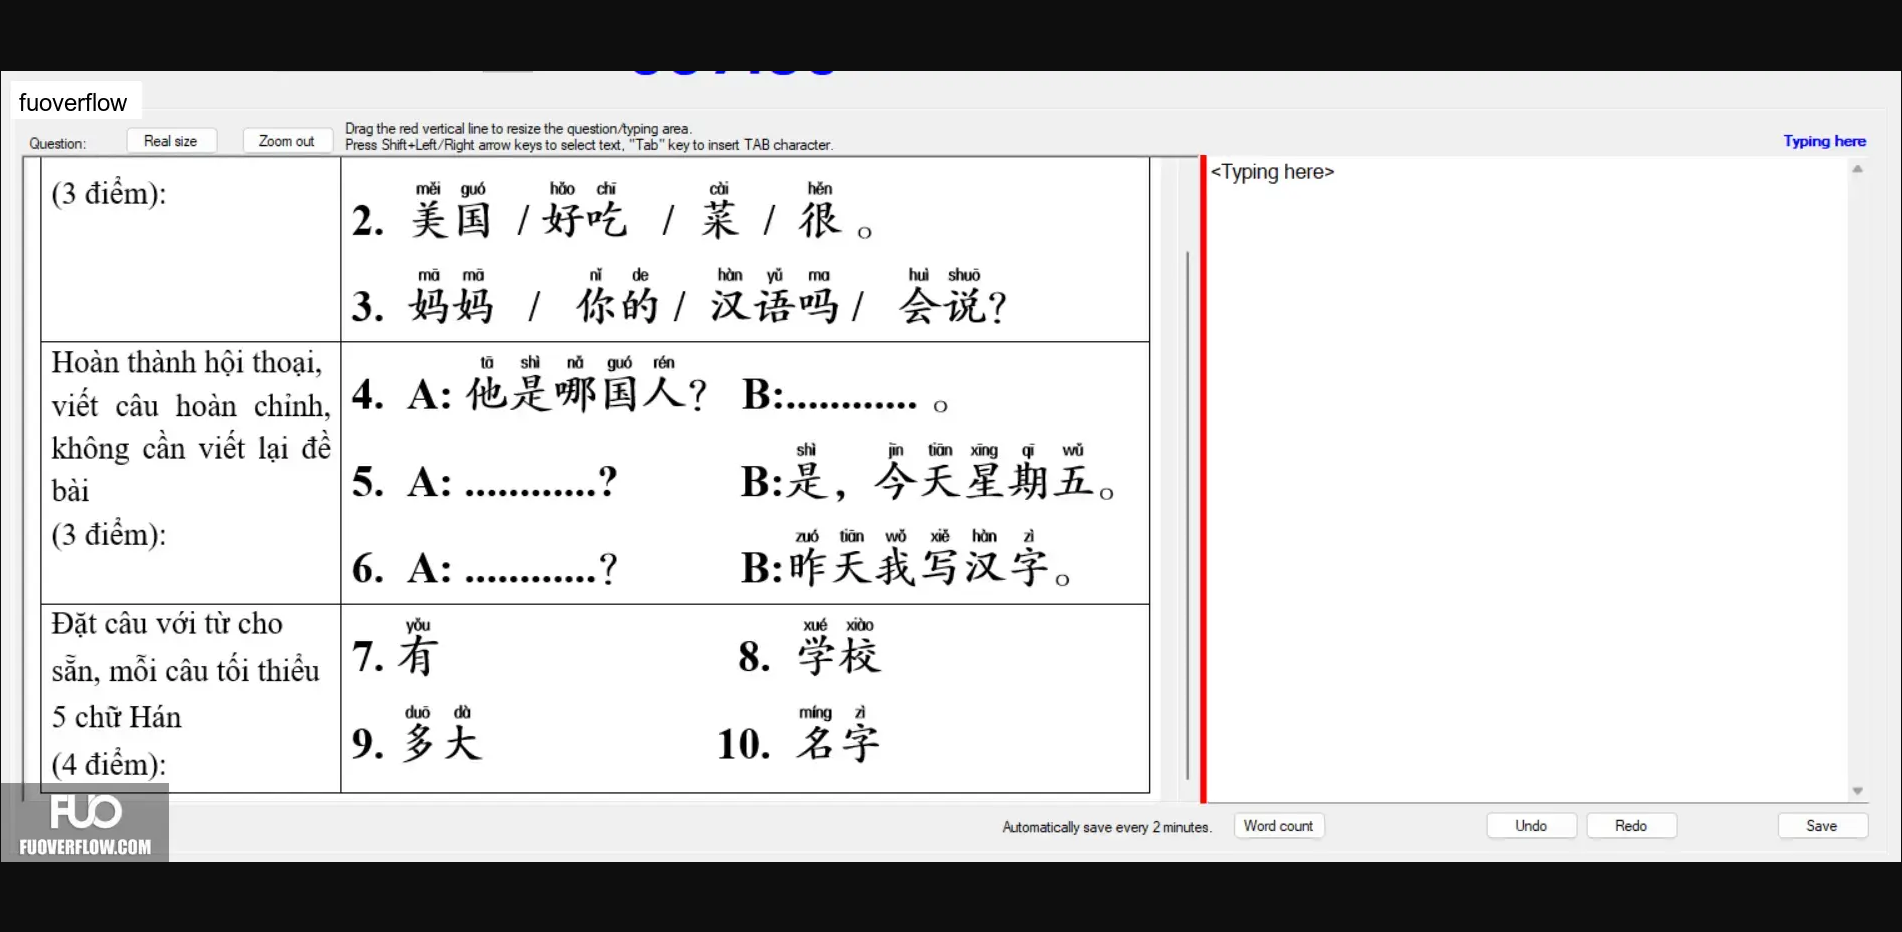 fuoverflow
Question:
Real size
Zoom out
Drag the red vertical line to resize the question/typing area.
Press Shift+Left/Right arrow keys to select text, "Tab" key to insert TAB character.
Typing here
(3 điểm):
měi guó hǎo chī cài hěn
2. 美国 / 好吃 / 菜 / 很 。
mā mā nǐ de hàn yǔ ma huì shuō
3. 妈妈 / 你的 / 汉语吗 / 会说?
Hoàn thành hội thoại,
viết câu hoàn chỉnh,
không cần viết lại đề
bài
(3 điểm):
tā shì nǎ guó rén
4. A: 他是哪国人? B:............ 。
shì jīn tiān xīng qī wǔ
5. A: ............? B:是，今天星期五。
zuó tiān wǒ xiě hàn zì
6. A: ............? B:昨天我写汉字。
Đặt câu với từ cho
sẵn, mỗi câu tối thiểu
5 chữ Hán
(4 điểm):
yǒu xué xiào
7. 有 8. 学校
duō dà míng zì
9. 多大 10. 名字
<Typing here>
Automatically save every 2 minutes.
Word count
Undo
Redo
Save
FUO
FUOVERFLOW.COM